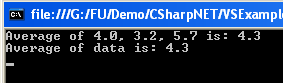 file:///G:/FU/Demo/CSharpNET/VSExampl
Average of 4.0, 3.2, 5.7 is: 4.3
Average of data is: 4.3